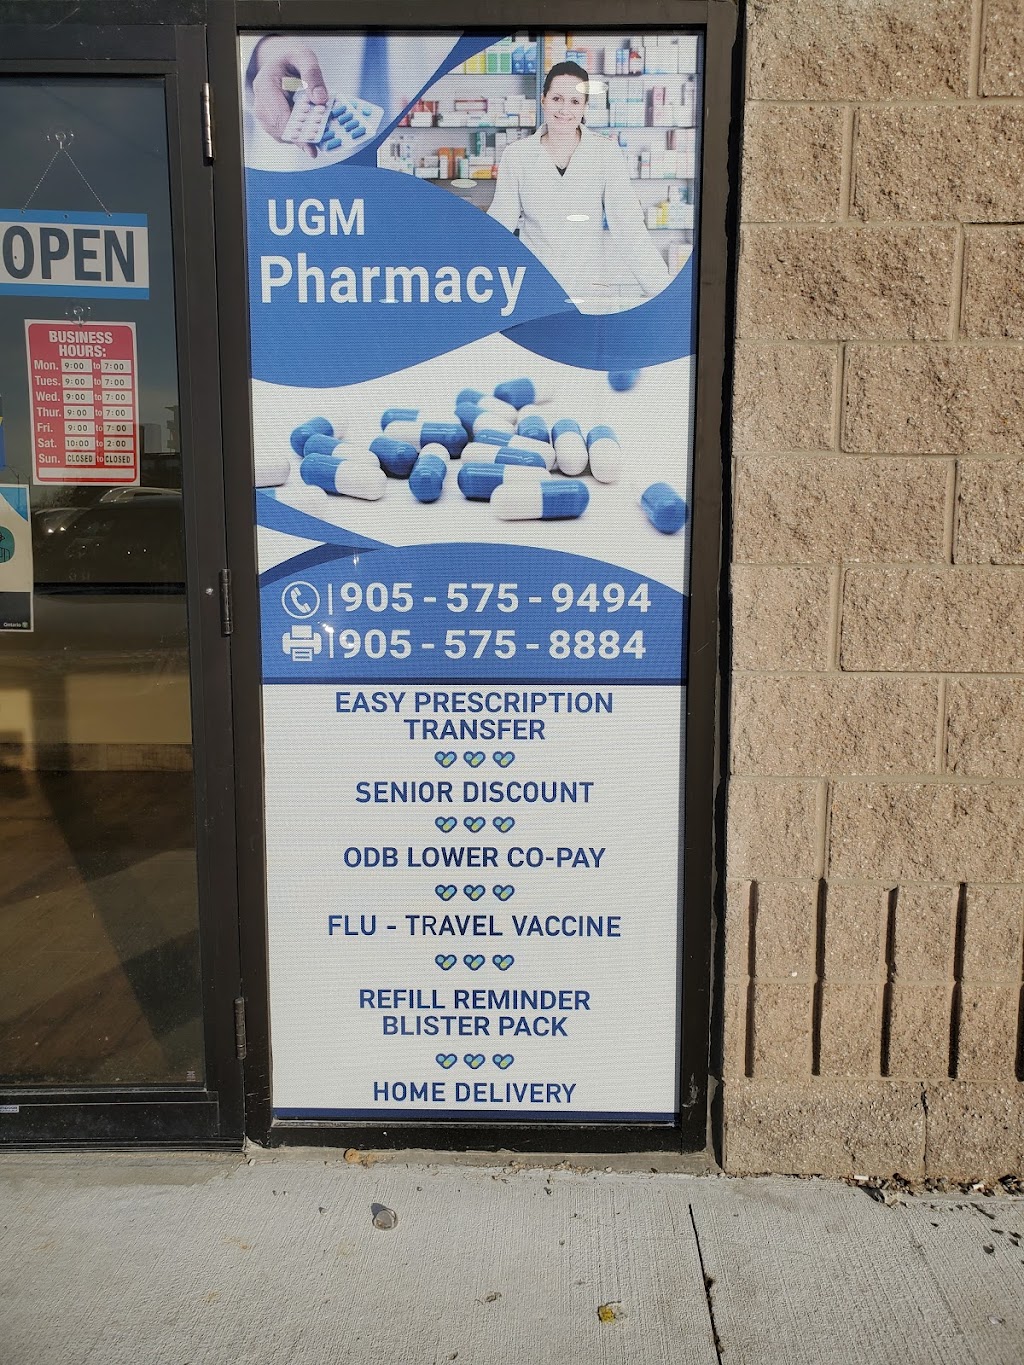 OPEN
BUSINESS
HOURS:
Mon. 9:00 to 7:00
Tues. 9:00 to 7:00
Wed. 9:00 to 7:00
Thur. 9:00 to 7:00
Fri. 9:00 to 7:00
Sat. 10:00 to 2:00
Sun. CLOSED to CLOSED
Ontario
UGM
Pharmacy
905 - 575 - 9494
905 - 575 - 8884
EASY PRESCRIPTION
TRANSFER
SENIOR DISCOUNT
ODB LOWER CO-PAY
FLU - TRAVEL VACCINE
REFILL REMINDER
BLISTER PACK
HOME DELIVERY